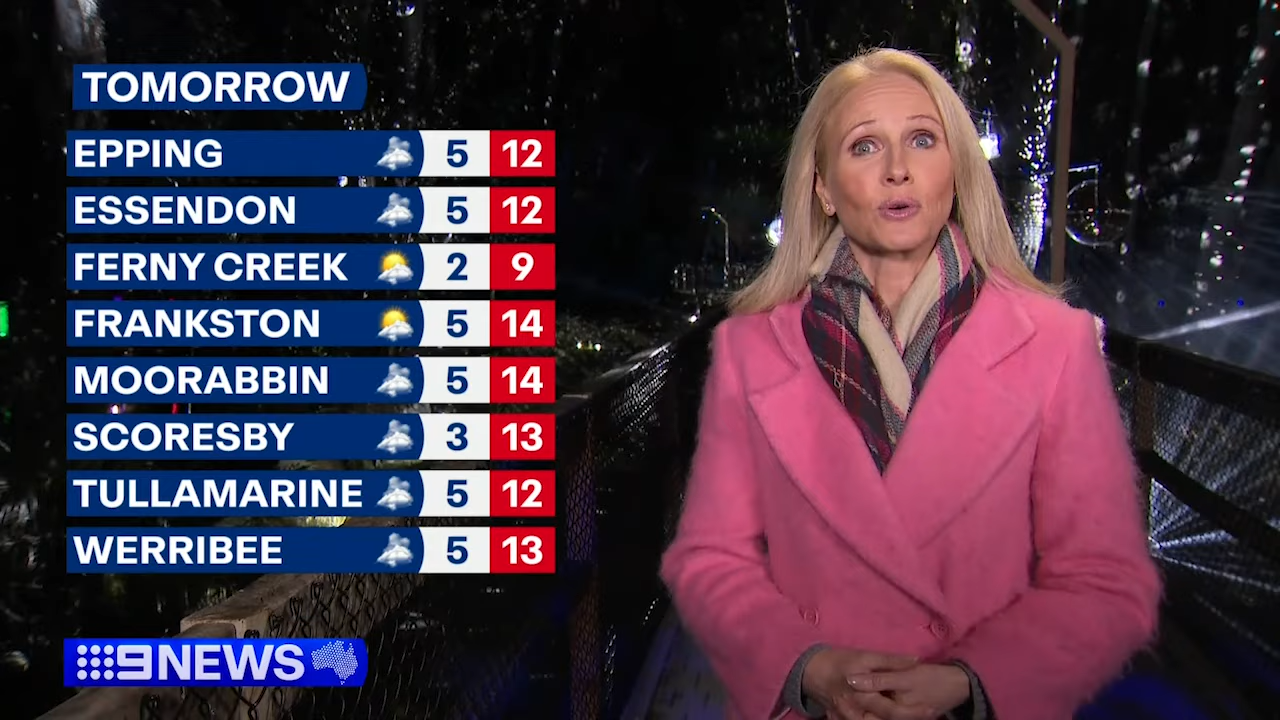 TOMORROW
EPPING 5 12
ESSENDON 5 12
FERNY CREEK 2 9
FRANKSTON 5 14
MOORABBIN 5 14
SCORESBY 3 13
TULLAMARINE 5 12
WERRIBEE 5 13
9NEWS